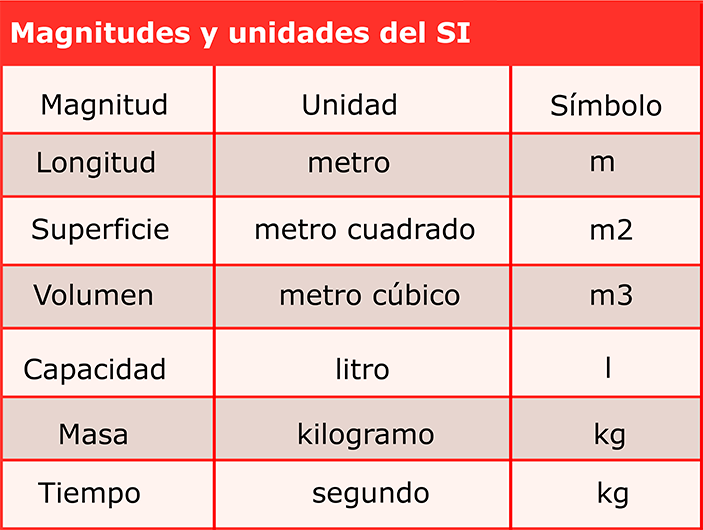 Magnitudes y unidades del SI
Magnitud Unidad Símbolo
Longitud metro m
Superficie metro cuadrado m2
Volumen metro cúbico m3
Capacidad litro l
Masa kilogramo kg
Tiempo segundo kg